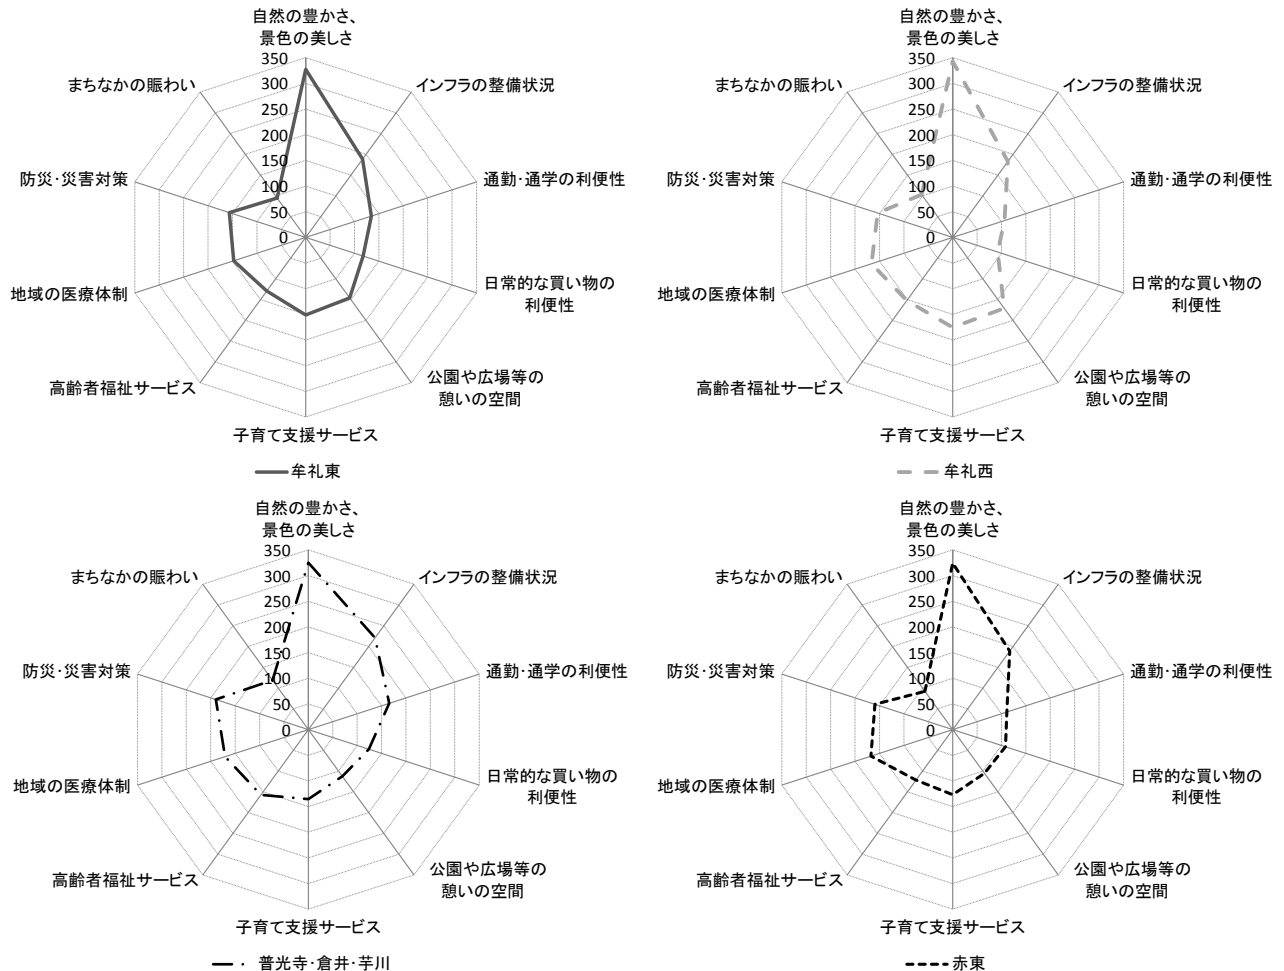 自然の豊かさ、
景色の美しさ
インフラの整備状況
通勤・通学の利便性
日常的な買い物の
利便性
公園や広場等の
憩いの空間
子育て支援サービス
高齢者福祉サービス
地域の医療体制
防災・災害対策
まちなかの賑わい
350
300
250
200
150
100
50
0
牟礼東
自然の豊かさ、
景色の美しさ
インフラの整備状況
通勤・通学の利便性
日常的な買い物の
利便性
公園や広場等の
憩いの空間
子育て支援サービス
高齢者福祉サービス
地域の医療体制
防災・災害対策
まちなかの賑わい
350
300
250
200
150
100
50
0
牟礼西
自然の豊かさ、
景色の美しさ
インフラの整備状況
通勤・通学の利便性
日常的な買い物の
利便性
公園や広場等の
憩いの空間
子育て支援サービス
高齢者福祉サービス
地域の医療体制
防災・災害対策
まちなかの賑わい
350
300
250
200
150
100
50
0
普光寺・倉井・芋川
自然の豊かさ、
景色の美しさ
インフラの整備状況
通勤・通学の利便性
日常的な買い物の
利便性
公園や広場等の
憩いの空間
子育て支援サービス
高齢者福祉サービス
地域の医療体制
防災・災害対策
まちなかの賑わい
350
300
250
200
150
100
50
0
赤東